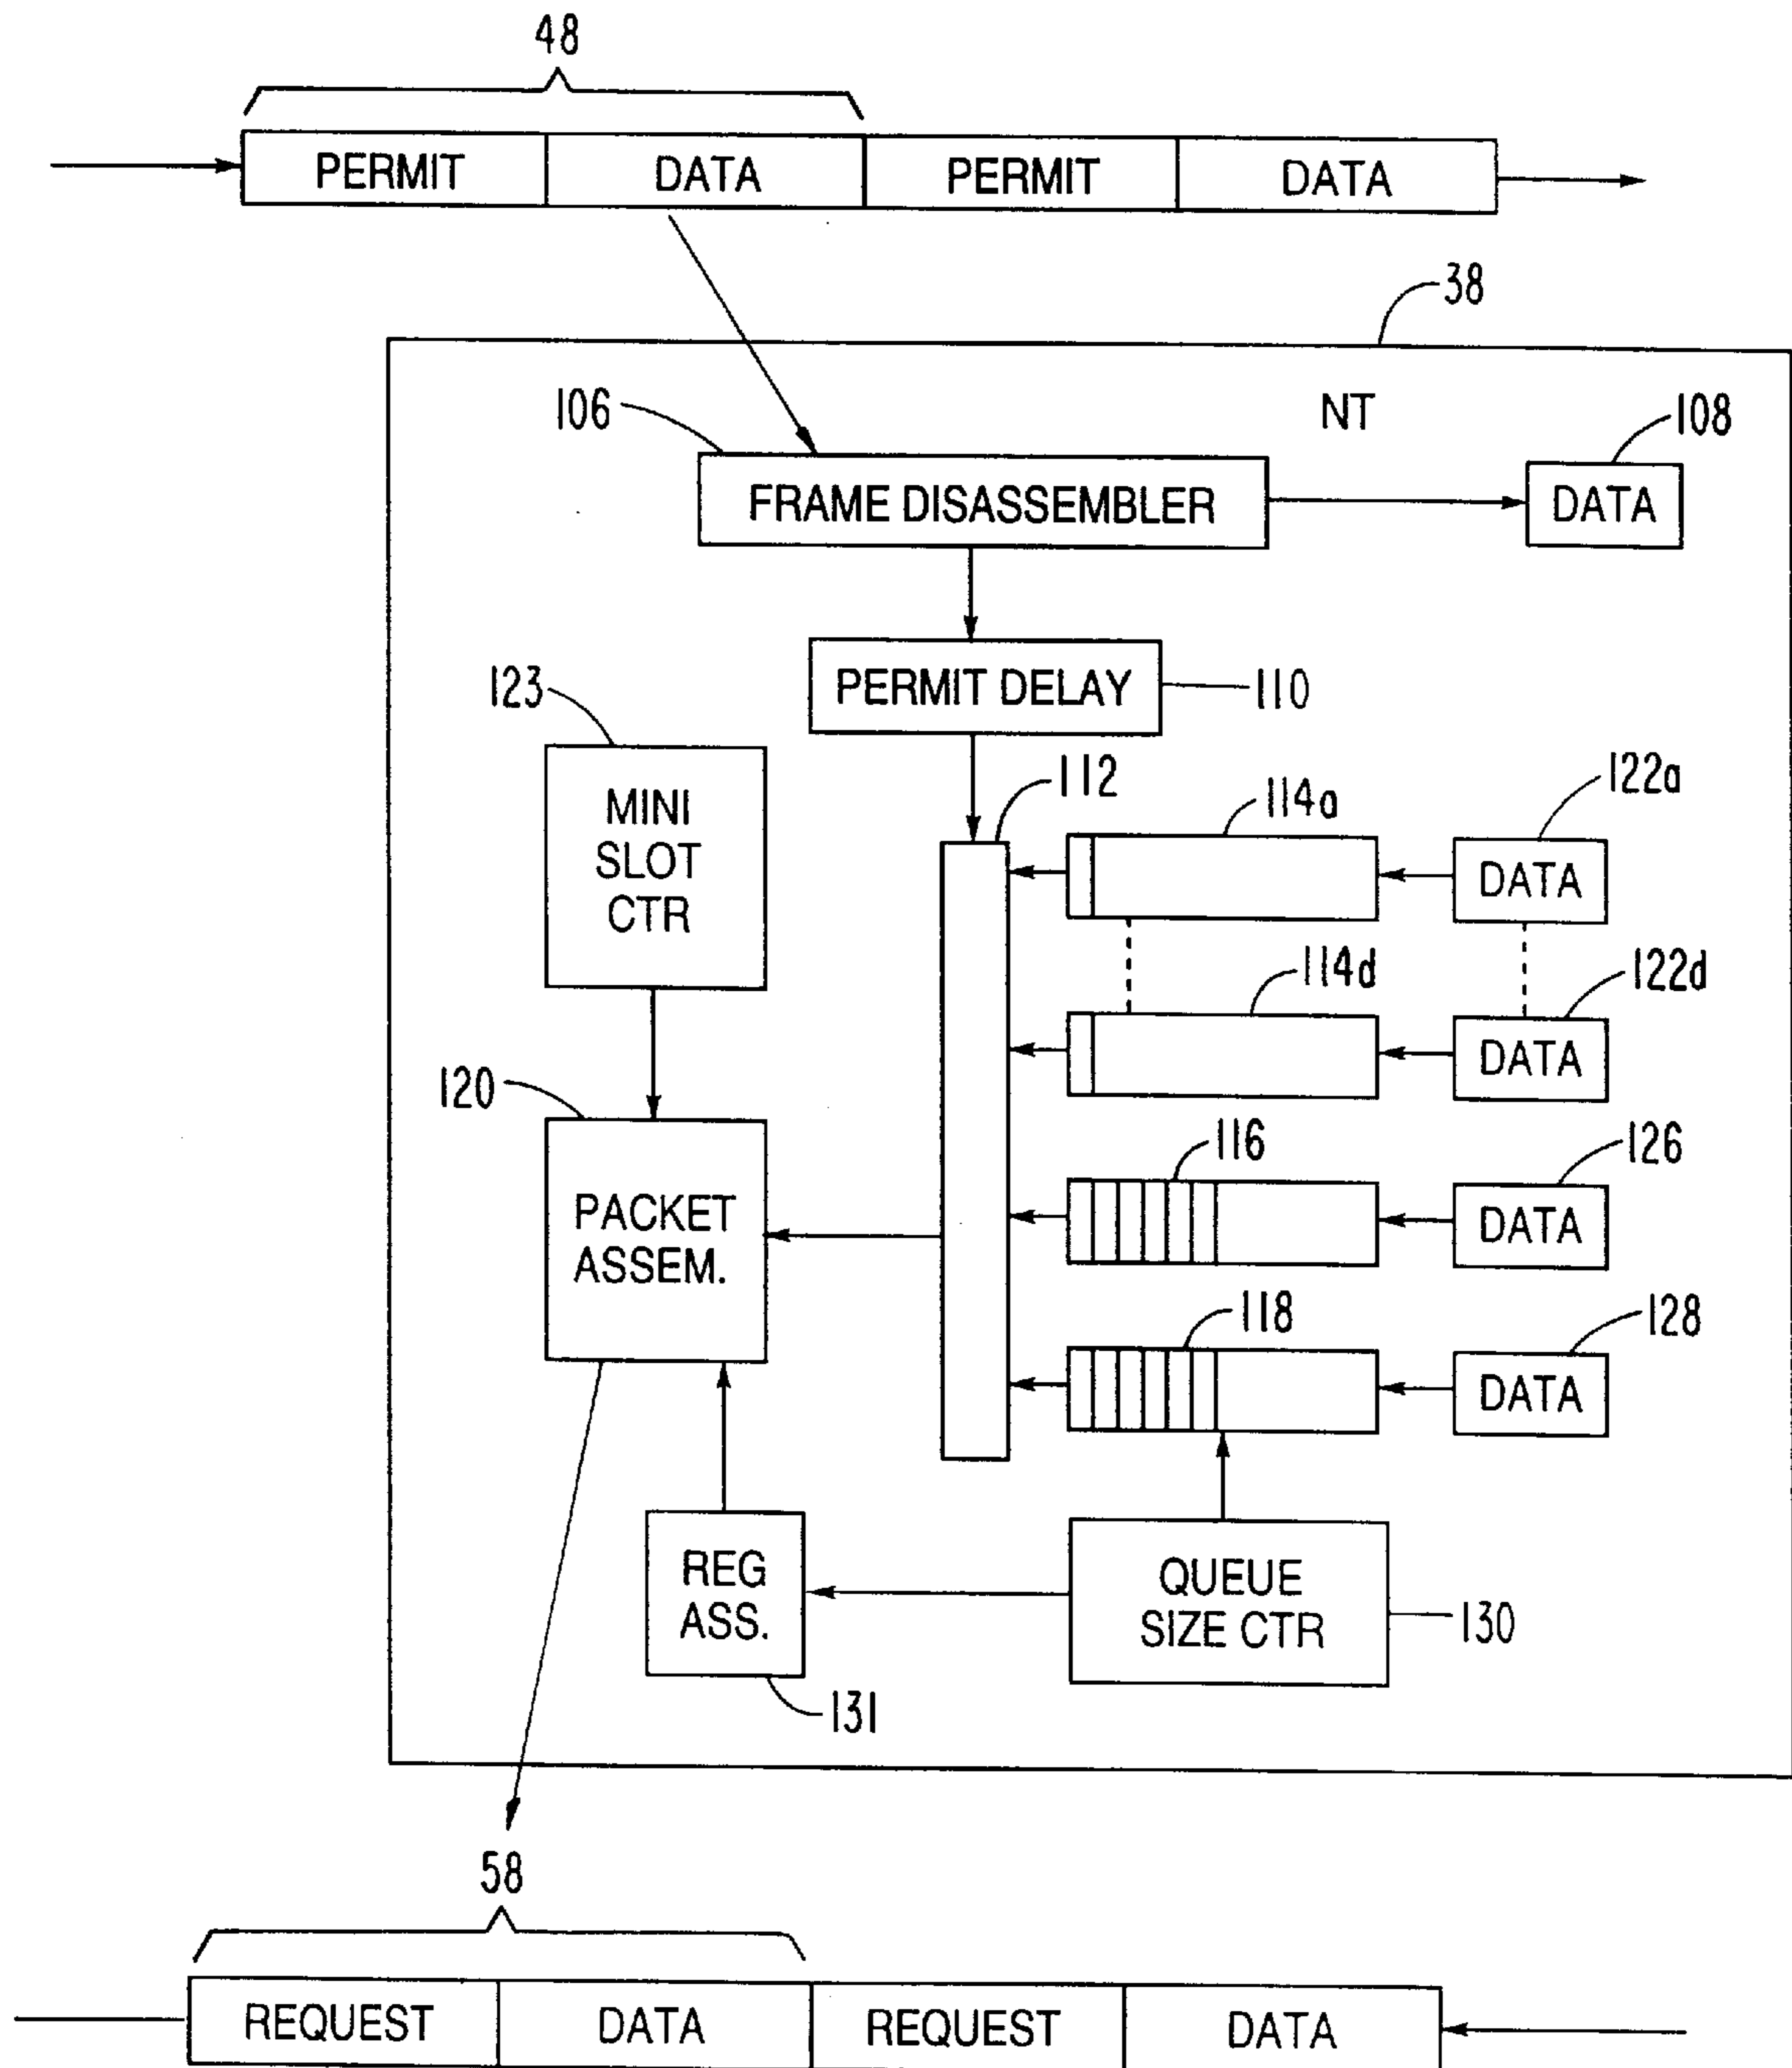 48
PERMIT DATA PERMIT DATA
38
106 NT 108
FRAME DISASSEMBLER DATA
PERMIT DELAY 110
123
MINI
SLOT
CTR
112
114a 122a
DATA
114d 122d
DATA
120
PACKET
ASSEM.
116 126
DATA
118 128
DATA
REG
ASS.
131
QUEUE
SIZE CTR
130
58
REQUEST DATA REQUEST DATA